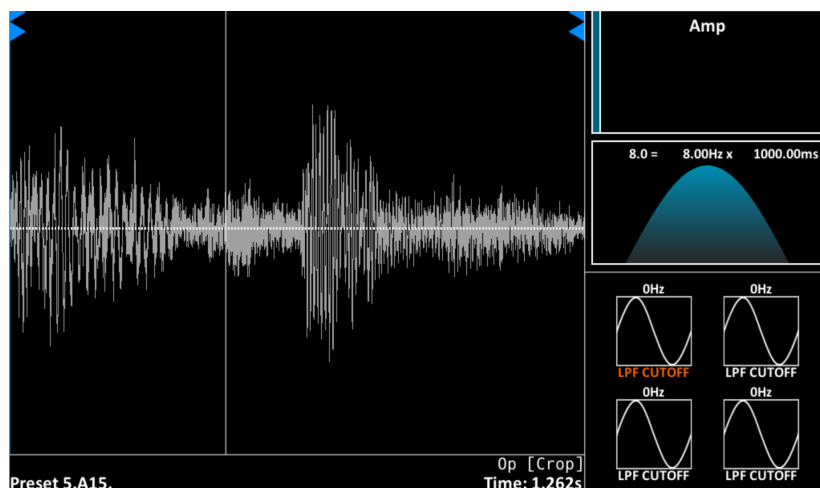 Amp
8.0 = 8.00Hz x 1000.00ms
0Hz 0Hz
LPF CUTOFF LPF CUTOFF
0Hz 0Hz
LPF CUTOFF LPF CUTOFF
Op [Crop]
Preset 5.A15. Time: 1.262s